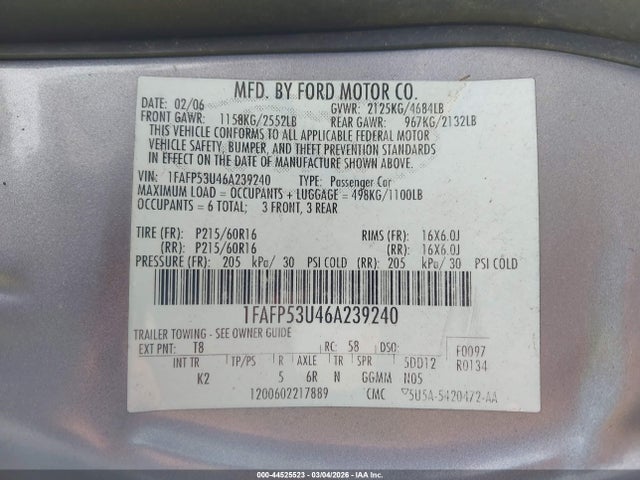 MFD. BY FORD MOTOR CO.
DATE: 02/06 GVWR: 2125KG/4684LB
FRONT GAWR: 1158KG/2552LB REAR GAWR: 967KG/2132LB
THIS VEHICLE CONFORMS TO ALL APPLICABLE FEDERAL MOTOR
VEHICLE SAFETY, BUMPER, AND THEFT PREVENTION STANDARDS
IN EFFECT ON THE DATE OF MANUFACTURE SHOWN ABOVE.
VIN: 1FAFP53U46A239240 TYPE: Passenger Car
MAXIMUM LOAD = OCCUPANTS + LUGGAGE = 498KG/1100LB
OCCUPANTS = 6 TOTAL; 3 FRONT, 3 REAR
TIRE (FR): P215/60R16 RIMS (FR): 16X6.0J
(RR): P215/60R16 (RR): 16X6.0J
PRESSURE (FR): 205 kPa/ 30 PSI COLD (RR): 205 kPa/ 30 PSI COLD
1FAFP53U46A239240
TRAILER TOWING - SEE OWNER GUIDE
EXT PNT: T8 RC: 58 DSO: F0097
INT TR TP/PS R AXLE TR SPR 5DD12 R0134
K2 5 6R N GGMM N05
1200602217889 CMC ▽5U5A-5420472-AA
000-44525523 | 03/04/2026 - IAA, Inc.